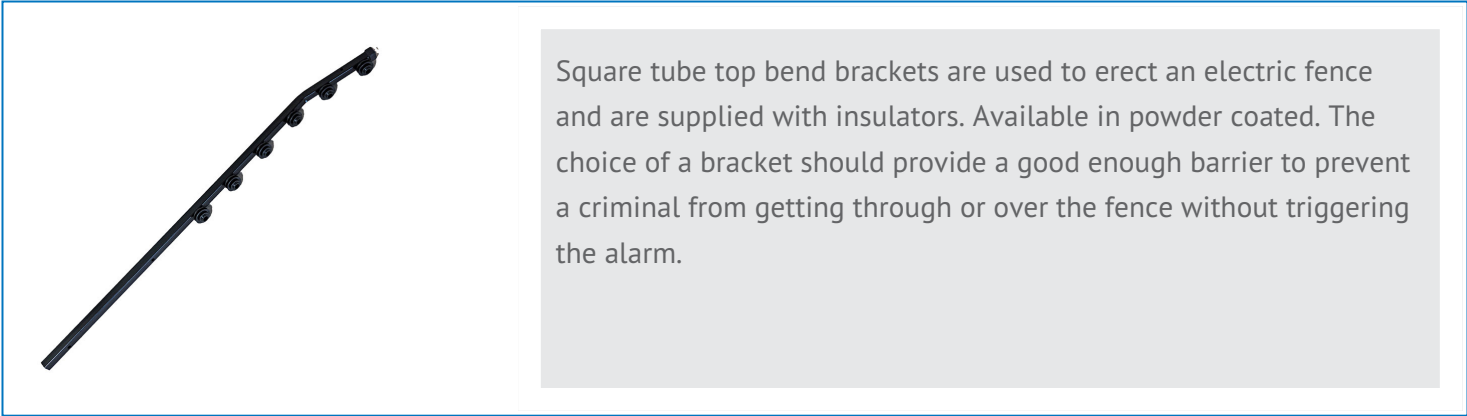 Square tube top bend brackets are used to erect an electric fence
and are supplied with insulators. Available in powder coated. The
choice of a bracket should provide a good enough barrier to prevent
a criminal from getting through or over the fence without triggering
the alarm.